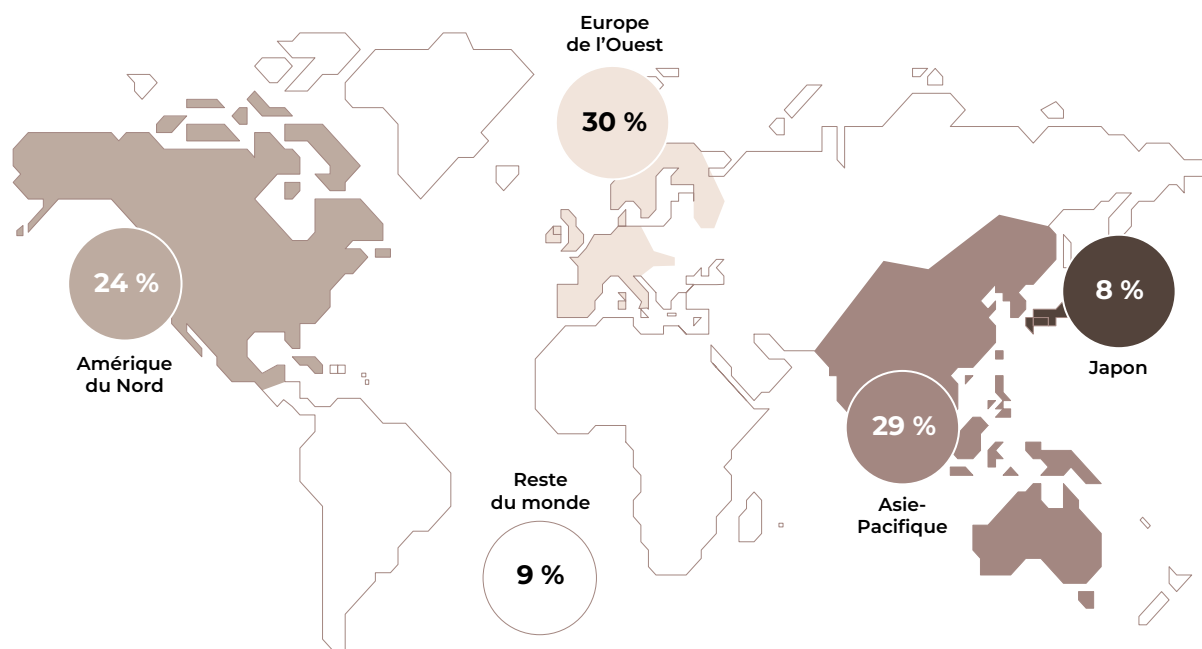 Europe
de l’Ouest
30 %
24 %
Amérique
du Nord
8 %
Japon
29 %
Asie-
Pacifique
Reste
du monde
9 %